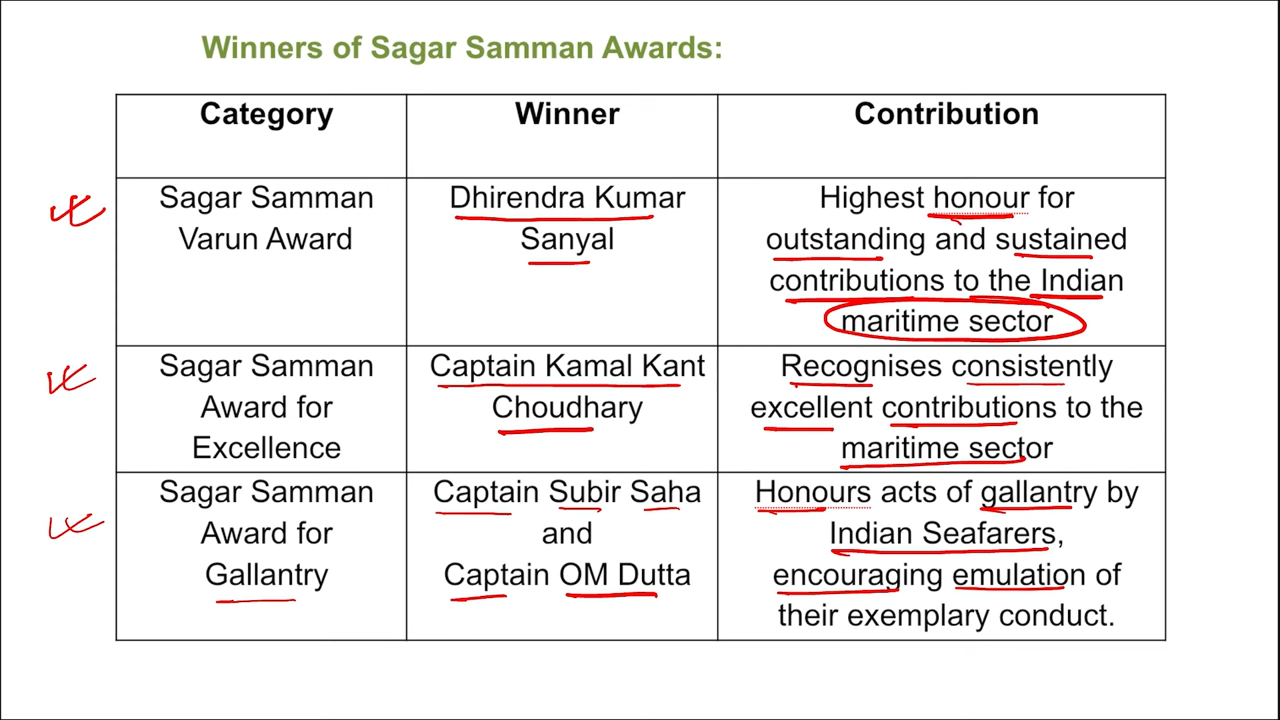 Winners of Sagar Samman Awards:
Category
Winner
Contribution
Sagar Samman
Varun Award
Dhirendra Kumar
Sanyal
Highest honour for
outstanding and sustained
contributions to the Indian
maritime sector
Sagar Samman
Award for
Excellence
Captain Kamal Kant
Choudhary
Recognises consistently
excellent contributions to the
maritime sector
Sagar Samman
Award for
Gallantry
Captain Subir Saha
and
Captain OM Dutta
Honours acts of gallantry by
Indian Seafarers,
encouraging emulation of
their exemplary conduct.